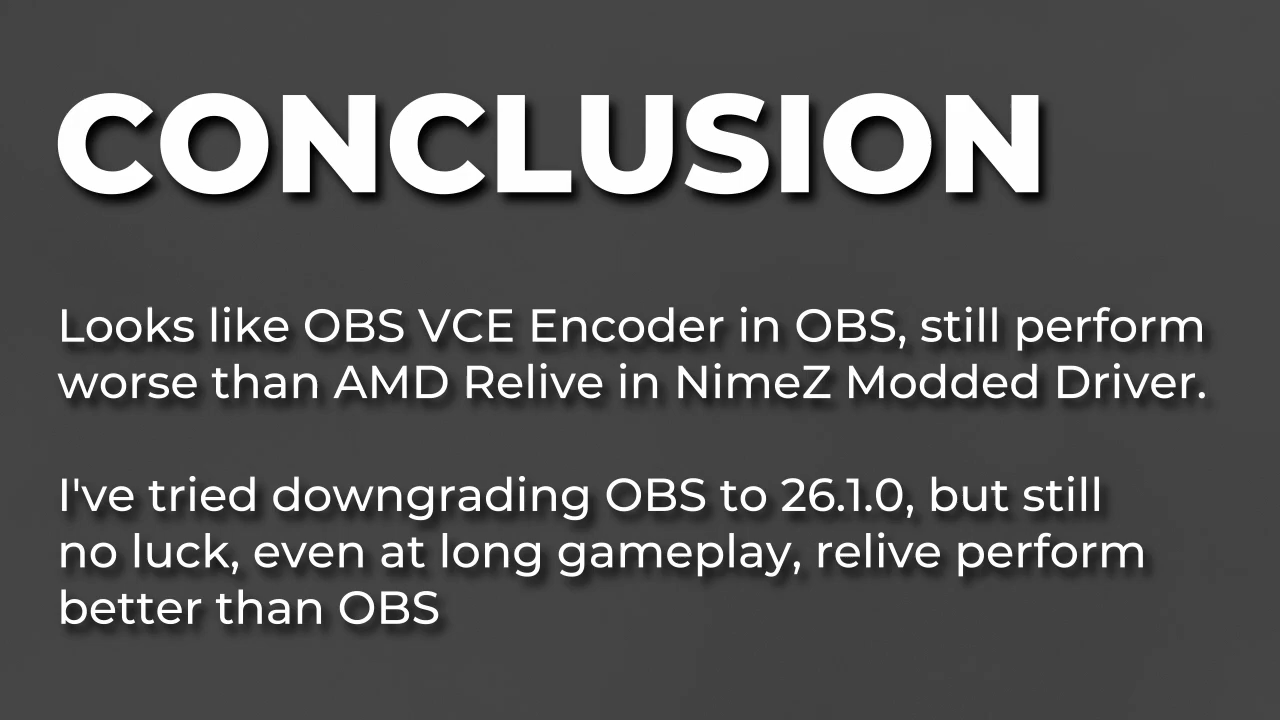 CONCLUSION
Looks like OBS VCE Encoder in OBS, still perform
worse than AMD Relive in NimeZ Modded Driver.
I've tried downgrading OBS to 26.1.0, but still
no luck, even at long gameplay, relive perform
better than OBS